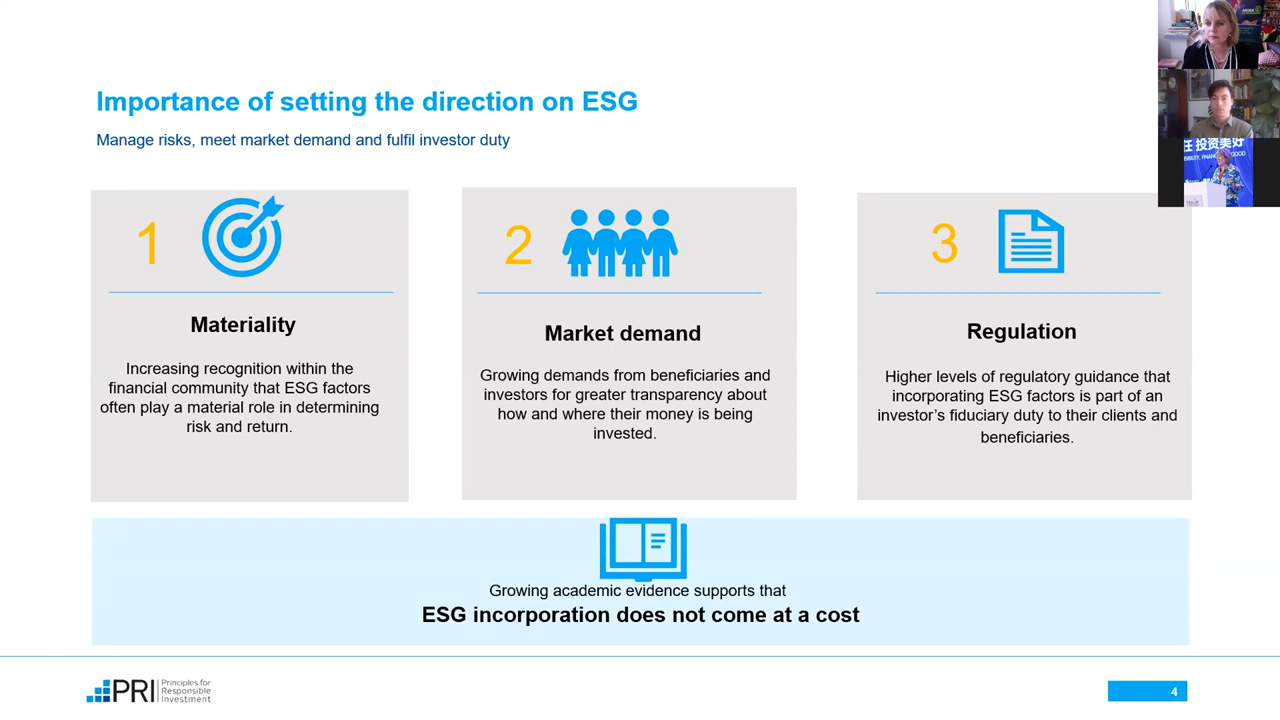 Importance of setting the direction on ESG
Manage risks, meet market demand and fulfil investor duty
1
Materiality
Increasing recognition within the
financial community that ESG factors
often play a material role in determining
risk and return.
2
Market demand
Growing demands from beneficiaries and
investors for greater transparency about
how and where their money is being
invested.
3
Regulation
Higher levels of regulatory guidance that
incorporating ESG factors is part of an
investor's fiduciary duty to their clients and
beneficiaries.
Growing academic evidence supports that
ESG incorporation does not come at a cost
PRI
Principles for
Responsible
Investment
4
投资美好
GOOD